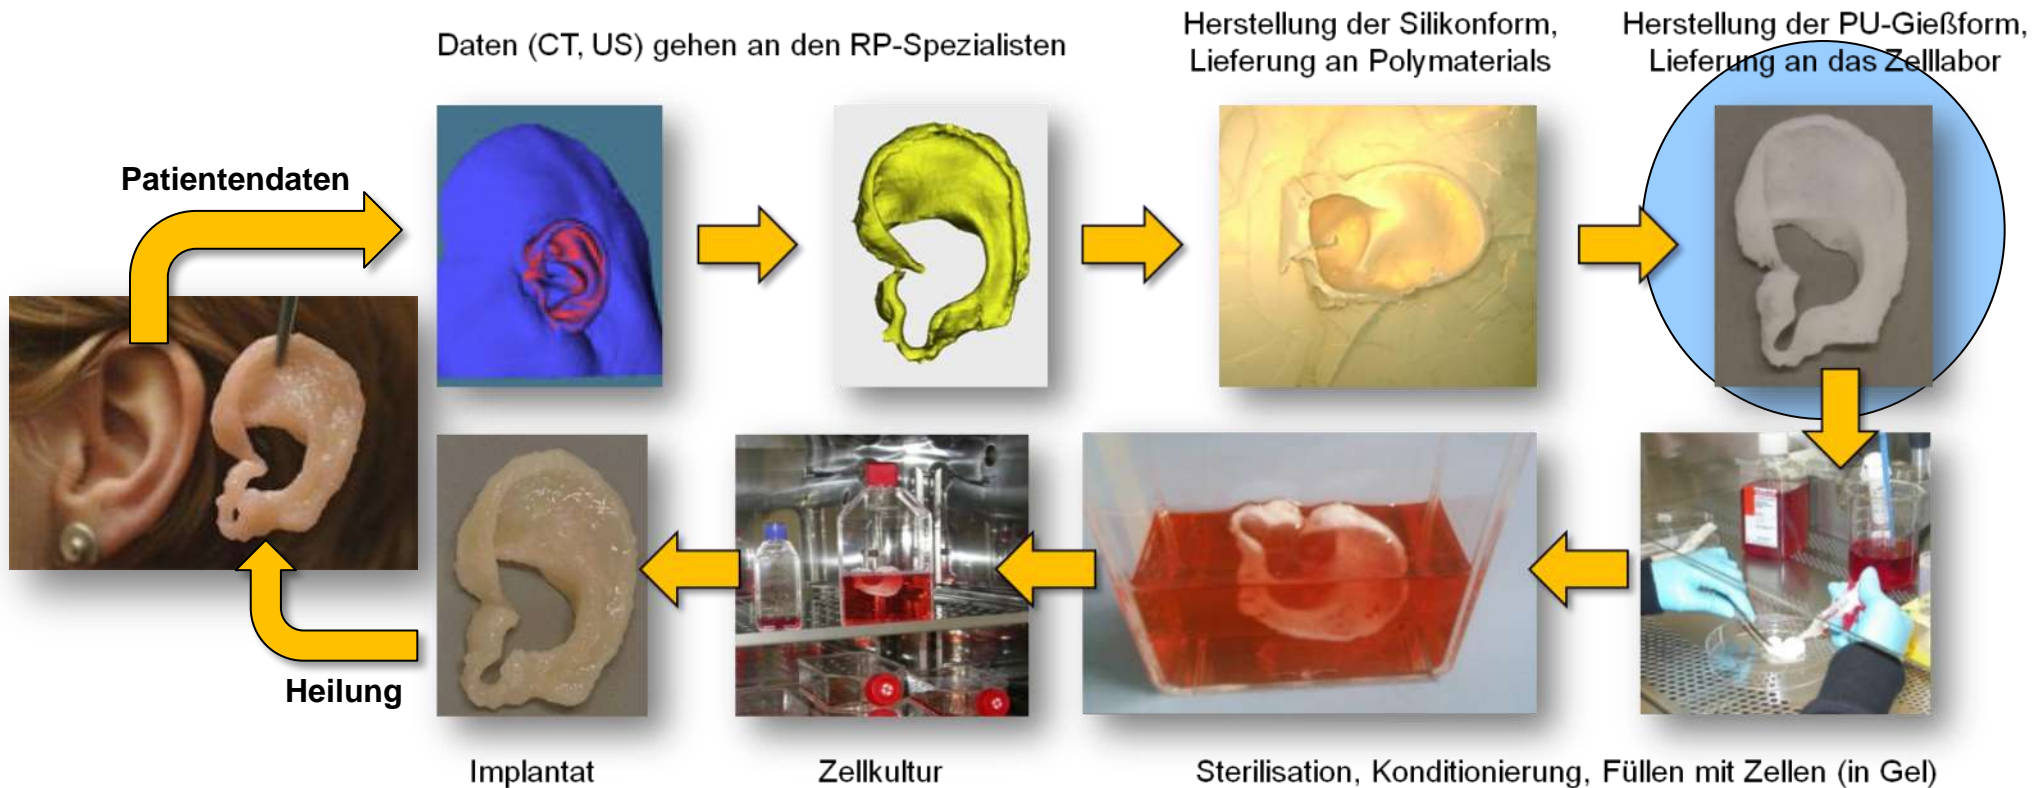 Daten (CT, US) gehen an den RP-Spezialisten
Herstellung der Silikonform,
Lieferung an Polymaterials
Herstellung der PU-Gießform,
Lieferung an das Zelllabor
Patientendaten
Heilung
Implantat
Zellkultur
Sterilisation, Konditionierung, Füllen mit Zellen (in Gel)